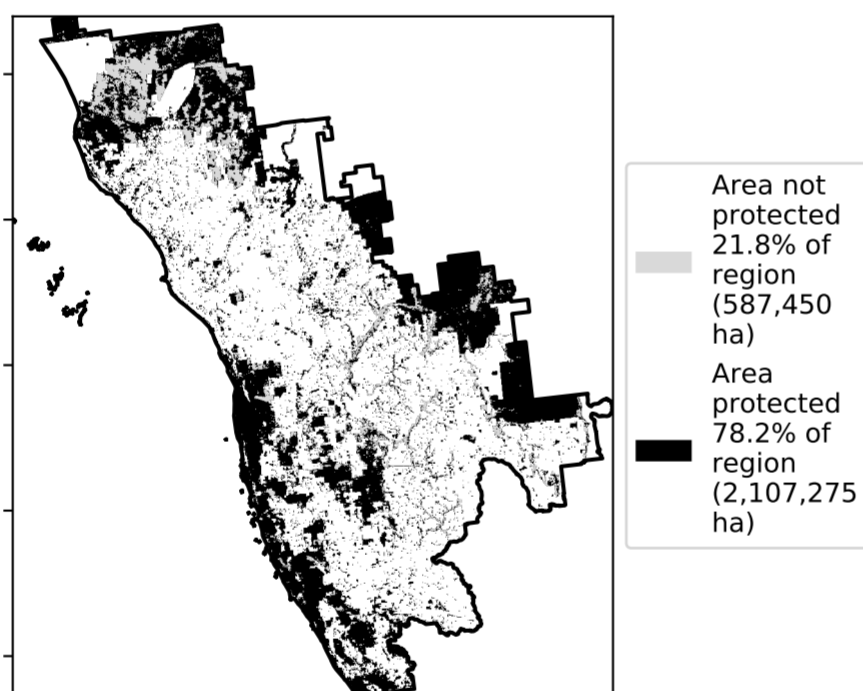 Area not
protected
21.8% of
region
(587,450
ha)
Area
protected
78.2% of
region
(2,107,275
ha)